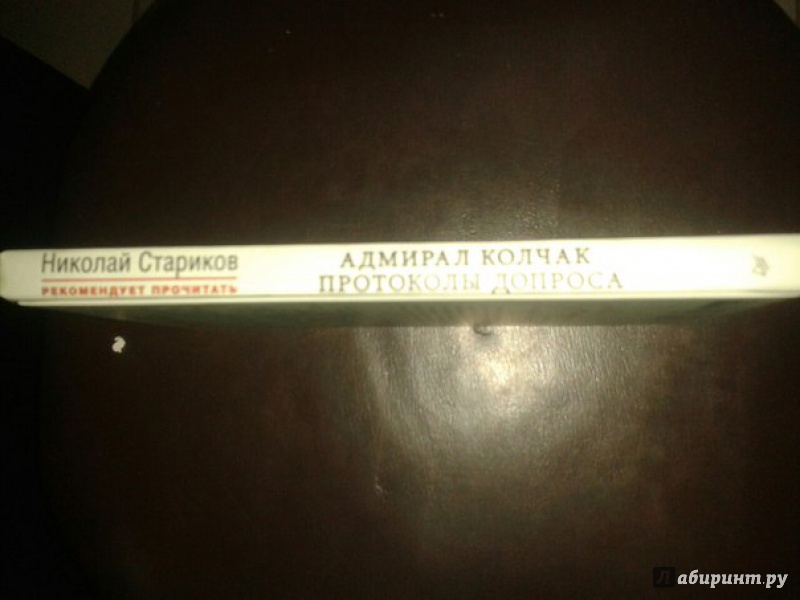 Николай Стариков
РЕКОМЕНДУЕТ ПРОЧИТАТЬ
АДМИРАЛ КОЛЧАК
ПРОТОКОЛЫ ДОПРОСА
Лабиринт.ру